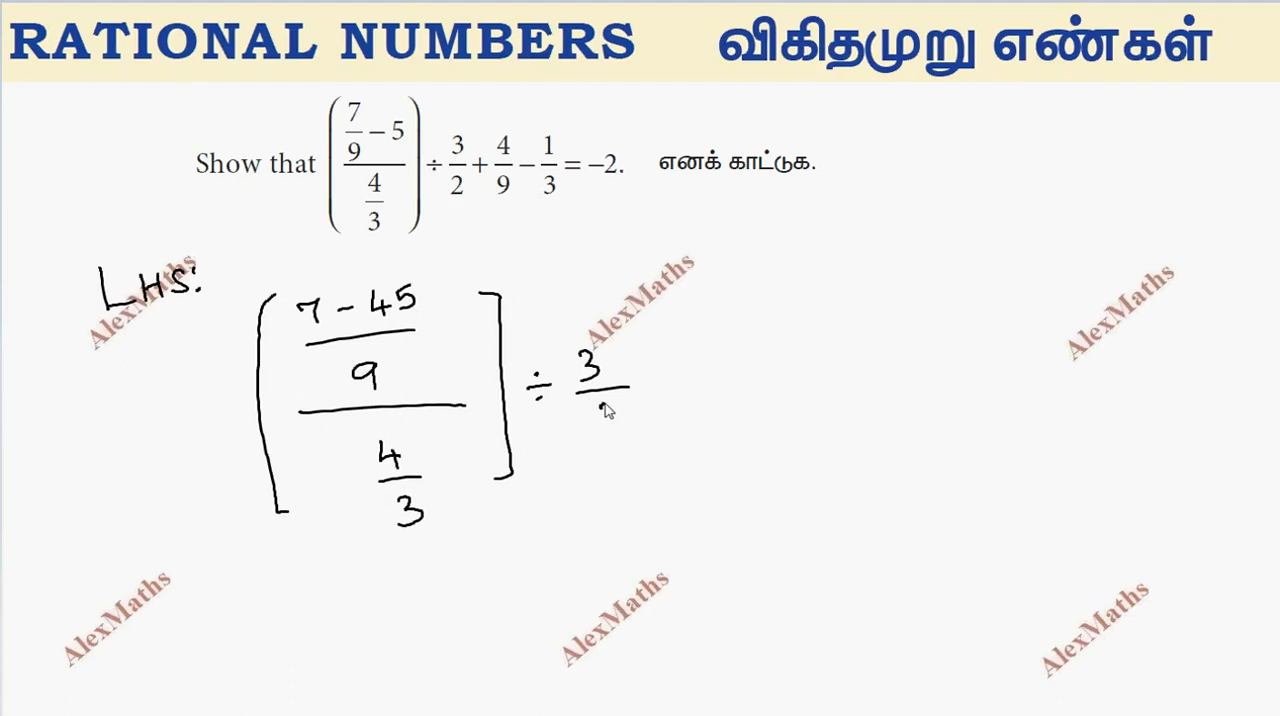 RATIONAL NUMBERS விகிதமுறு எண்கள்
Show that ((7/9 − 5)/(4/3)) ÷ 3/2 + 4/9 − 1/3 = −2. எனக் காட்டுக.
LHS:
[((7 - 45)/9)/(4/3)] ÷ 3/
AlexMaths
AlexMaths
AlexMaths
AlexMaths
AlexMaths
AlexMaths